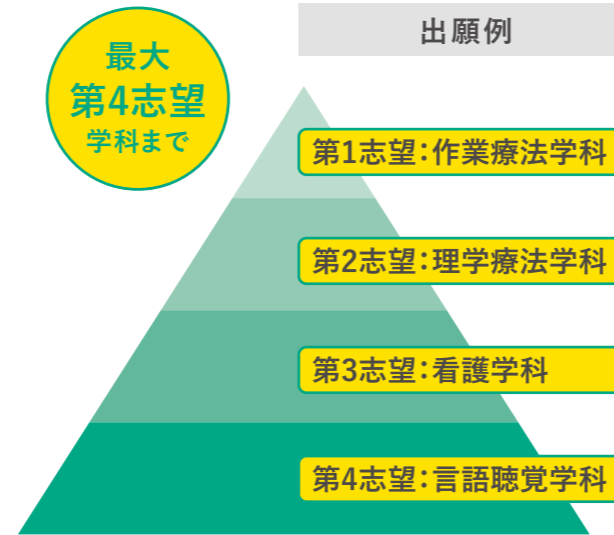 出願例
最大
第4志望
学科まで
第1志望：作業療法学科
第2志望：理学療法学科
第3志望：看護学科
第4志望：言語聴覚学科